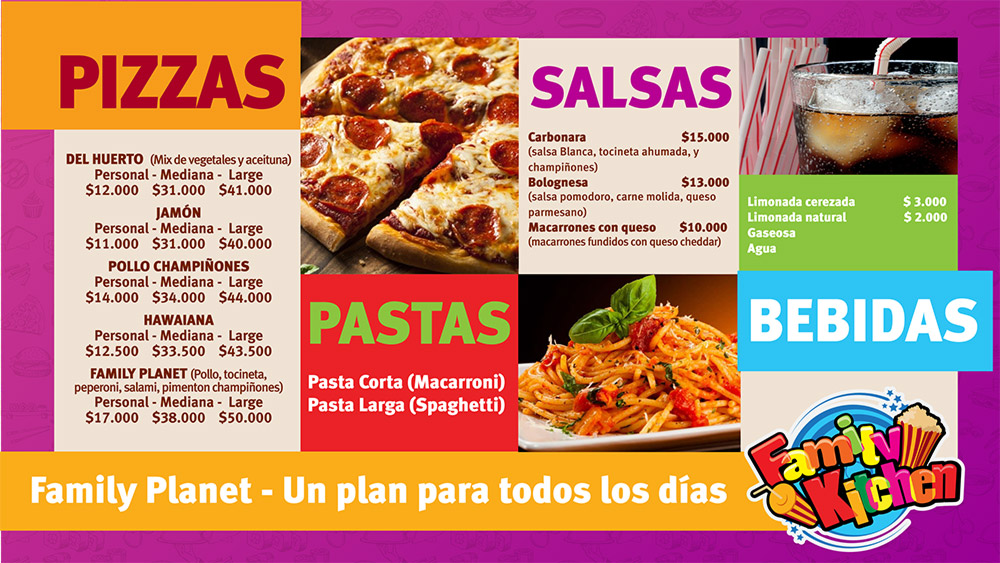 PIZZAS
DEL HUERTO (Mix de vegetales y aceituna)
Personal - Mediana - Large
$12.000 $31.000 $41.000
JAMÓN
Personal - Mediana - Large
$11.000 $31.000 $40.000
POLLO CHAMPIÑONES
Personal - Mediana - Large
$14.000 $34.000 $44.000
HAWAIANA
Personal - Mediana - Large
$12.500 $33.500 $43.500
FAMILY PLANET (Pollo, tocineta,
peperoni, salami, pimenton champiñones)
Personal - Mediana - Large
$17.000 $38.000 $50.000
PASTAS
Pasta Corta (Macarroni)
Pasta Larga (Spaghetti)
SALSAS
Carbonara $15.000
(salsa Blanca, tocineta ahumada, y
champiñones)
Bolognesa $13.000
(salsa pomodoro, carne molida, queso
parmesano)
Macarrones con queso $10.000
(macarrones fundidos con queso cheddar)
Limonada cerezada $ 3.000
Limonada natural $ 2.000
Gaseosa
Agua
BEBIDAS
Family Planet - Un plan para todos los días
Family
Kitchen